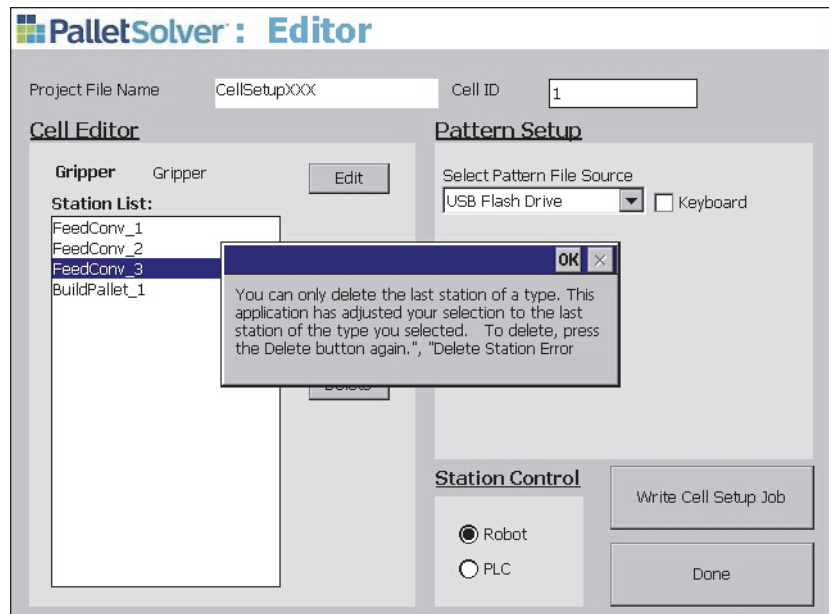 PalletSolver: Editor
Project File Name CellSetupXXX Cell ID 1
Cell Editor
Gripper Gripper Edit
Station List:
FeedConv_1
FeedConv_2
FeedConv_3
BuildPallet_1
Pattern Setup
Select Pattern File Source
USB Flash Drive Keyboard
OK
You can only delete the last station of a type. This
application has adjusted your selection to the last
station of the type you selected. To delete, press
the Delete button again.", "Delete Station Error
Delete
Station Control
Robot
PLC
Write Cell Setup Job
Done